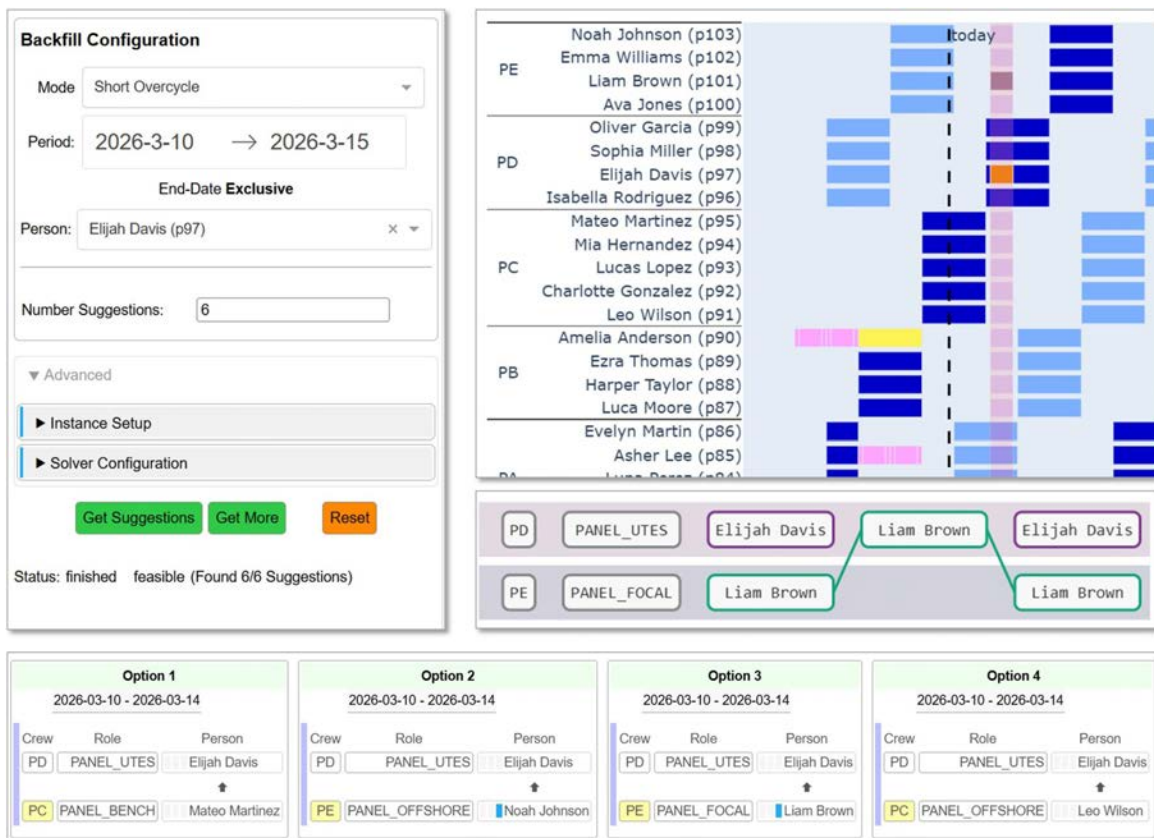 Backfill Configuration
Mode Short Overcycle
Period: 2026-3-10 → 2026-3-15
End-Date Exclusive
Person: Elijah Davis (p97) ×
Number Suggestions: 6
▼ Advanced
▶ Instance Setup
▶ Solver Configuration
Get Suggestions Get More Reset
Status: finished feasible (Found 6/6 Suggestions)
today
PE
Noah Johnson (p103)
Emma Williams (p102)
Liam Brown (p101)
Ava Jones (p100)
PD
Oliver Garcia (p99)
Sophia Miller (p98)
Elijah Davis (p97)
Isabella Rodriguez (p96)
PC
Mateo Martinez (p95)
Mia Hernandez (p94)
Lucas Lopez (p93)
Charlotte Gonzalez (p92)
Leo Wilson (p91)
PB
Amelia Anderson (p90)
Ezra Thomas (p89)
Harper Taylor (p88)
Luca Moore (p87)
Evelyn Martin (p86)
Asher Lee (p85)
PD PANEL_UTES Elijah Davis Liam Brown Elijah Davis
PE PANEL_FOCAL Liam Brown Liam Brown
Option 1
2026-03-10 - 2026-03-14
Crew Role Person
PD PANEL_UTES Elijah Davis
PC PANEL_BENCH Mateo Martinez
Option 2
2026-03-10 - 2026-03-14
Crew Role Person
PD PANEL_UTES Elijah Davis
PE PANEL_OFFSHORE Noah Johnson
Option 3
2026-03-10 - 2026-03-14
Crew Role Person
PD PANEL_UTES Elijah Davis
PE PANEL_FOCAL Liam Brown
Option 4
2026-03-10 - 2026-03-14
Crew Role Person
PD PANEL_UTES Elijah Davis
PC PANEL_OFFSHORE Leo Wilson